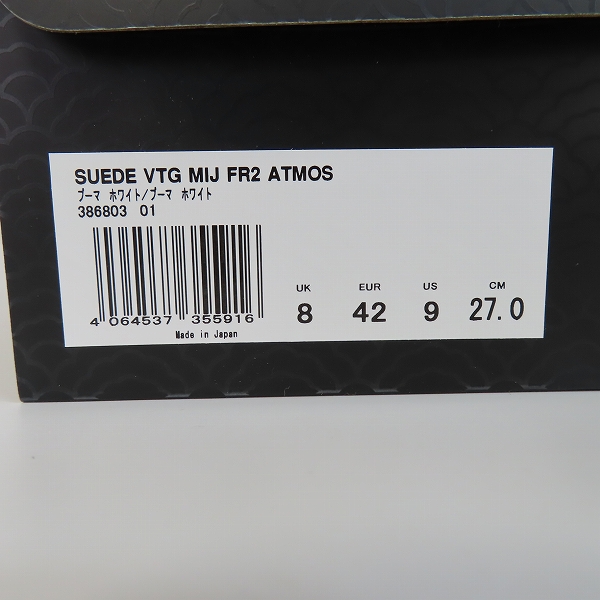 SUEDE VTG MIJ FR2 ATMOS
プーマ ホワイト/プーマ ホワイト
386803 01
UK EUR US CM
8 42 9 27.0
4 064537 355916
Made in Japan